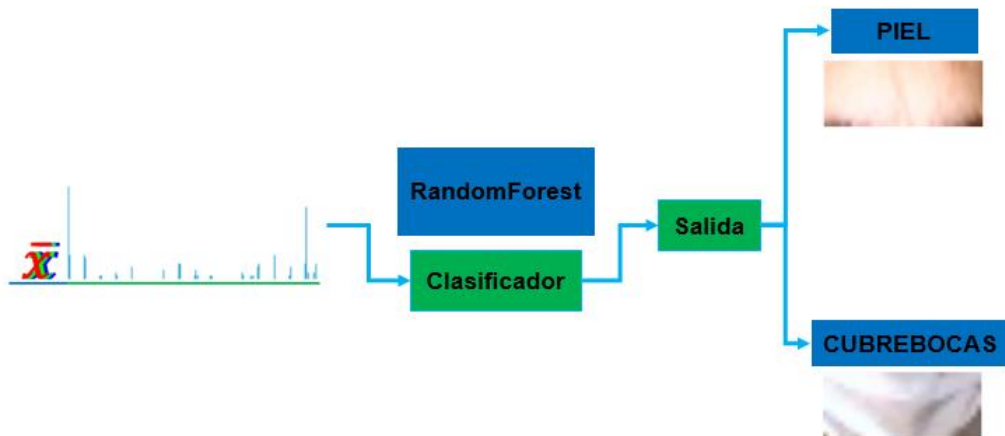 PIEL
RandomForest
Salida
x̄
Clasificador
CUBREBOCAS